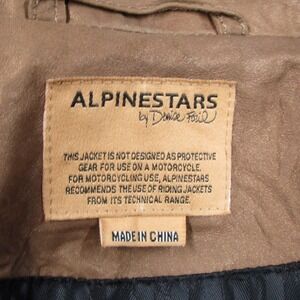 ALPINESTARS
by Denise Focil
THIS JACKET IS NOT DESIGNED AS PROTECTIVE
GEAR FOR USE ON A MOTORCYCLE.
FOR MOTORCYCLING USE, ALPINESTARS
RECOMMENDS THE USE OF RIDING JACKETS
FROM ITS TECHNICAL RANGE.
MADE IN CHINA